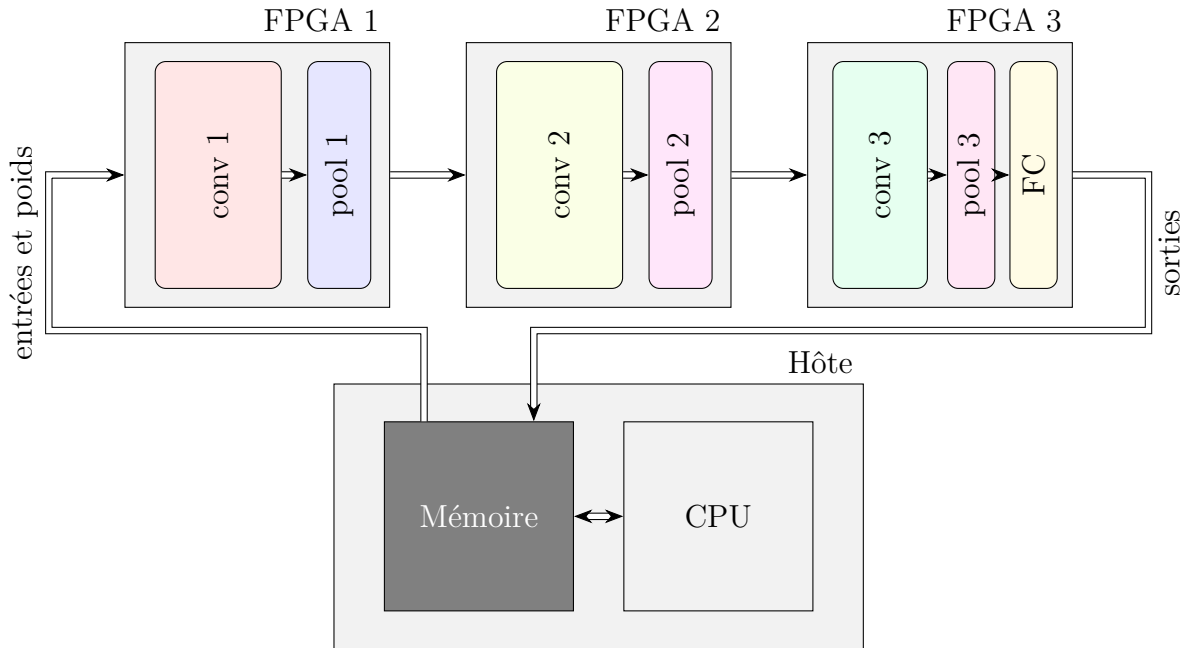 FPGA 1
FPGA 2
FPGA 3
entrées et poids
conv 1
pool 1
conv 2
pool 2
conv 3
pool 3
FC
sorties
Hôte
Mémoire
CPU